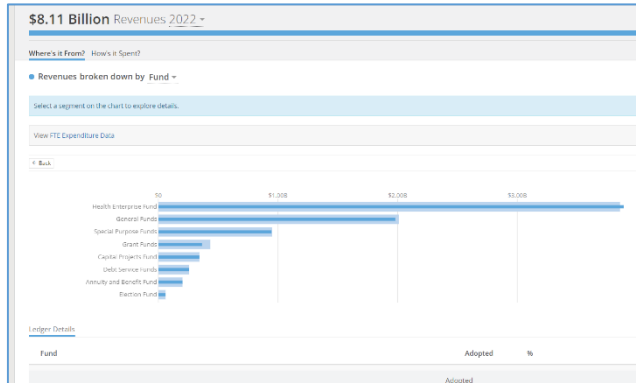 $8.11 Billion Revenues 2022
Where's it From? How's it Spent?
Revenues broken down by Fund
Select a segment on the chart to explore details.
View FTE Expenditure Data
< Back
$0 $1.00B $2.00B $3.00B
Health Enterprise Fund
General Funds
Special Purpose Funds
Grant Funds
Capital Projects Fund
Debt Service Funds
Annuity and Benefit Fund
Election Fund
Ledger Details
Fund Adopted %
Adopted